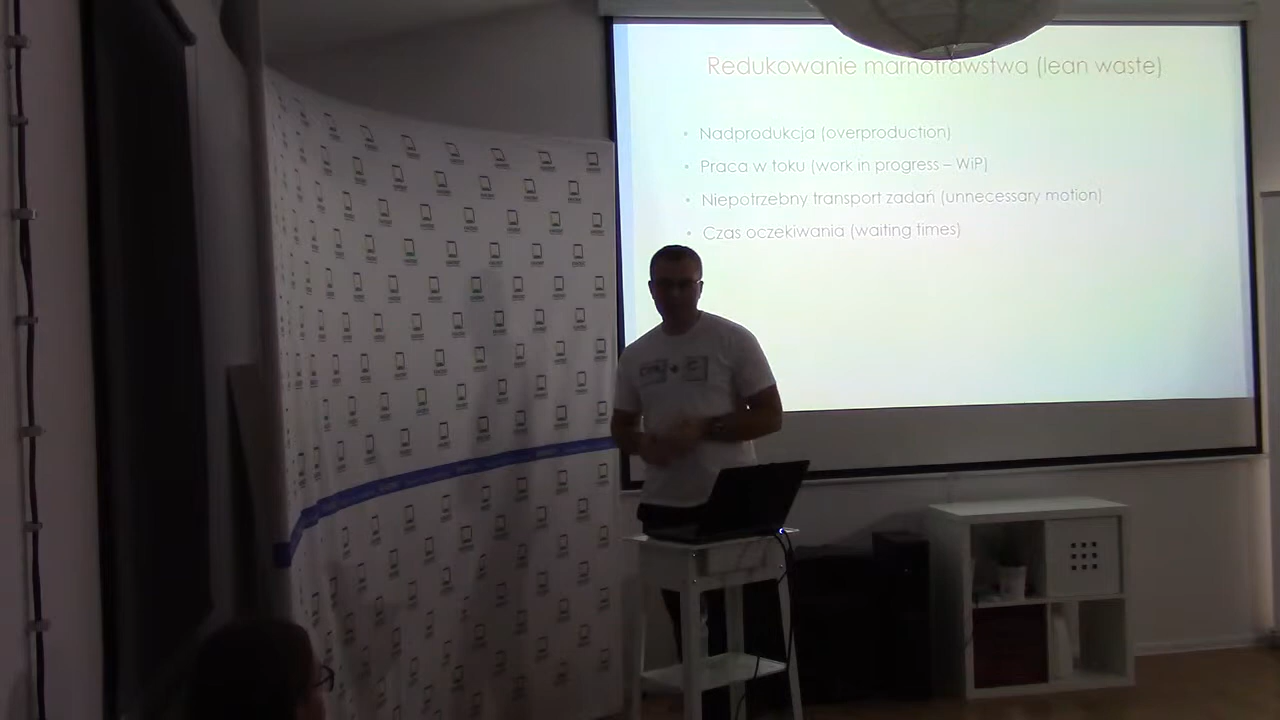 Redukowanie marnotrawstwa (lean waste)
• Nadprodukcja (overproduction)
• Praca w toku (work in progress – WiP)
• Niepotrzebny transport zadań (unnecessary motion)
• Czas oczekiwania (waiting times)